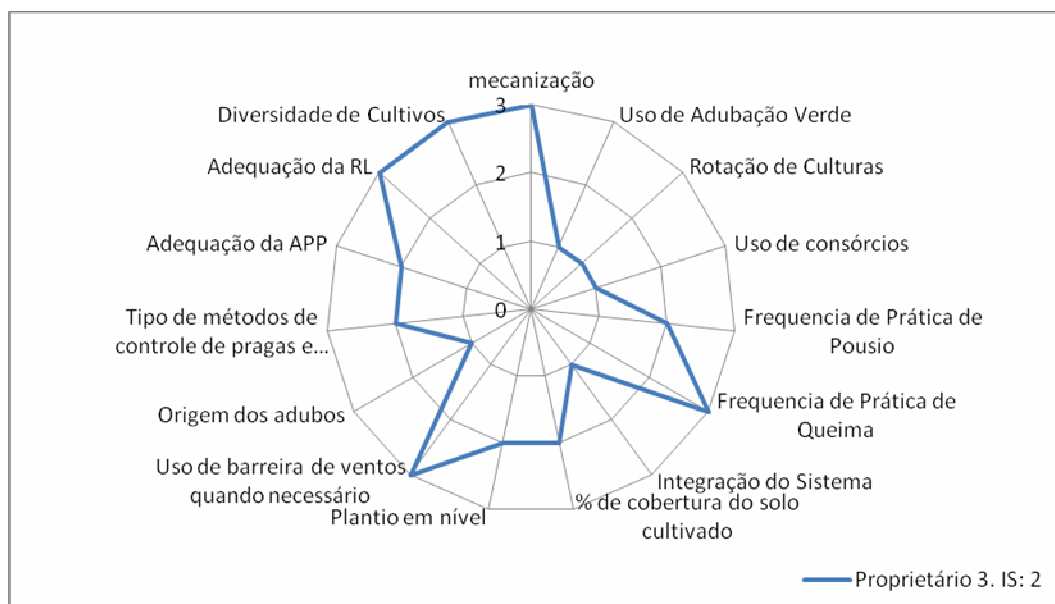 mecanização
Uso de Adubação Verde
Rotação de Culturas
Uso de consórcios
Frequencia de Prática de
Pousio
Frequencia de Prática de
Queima
Integração do Sistema
% de cobertura do solo
cultivado
Plantio em nível
Uso de barreira de ventos
quando necessário
Origem dos adubos
Tipo de métodos de
controle de pragas e...
Adequação da APP
Adequação da RL
Diversidade de Cultivos
3
2
1
0
Proprietário 3. IS: 2